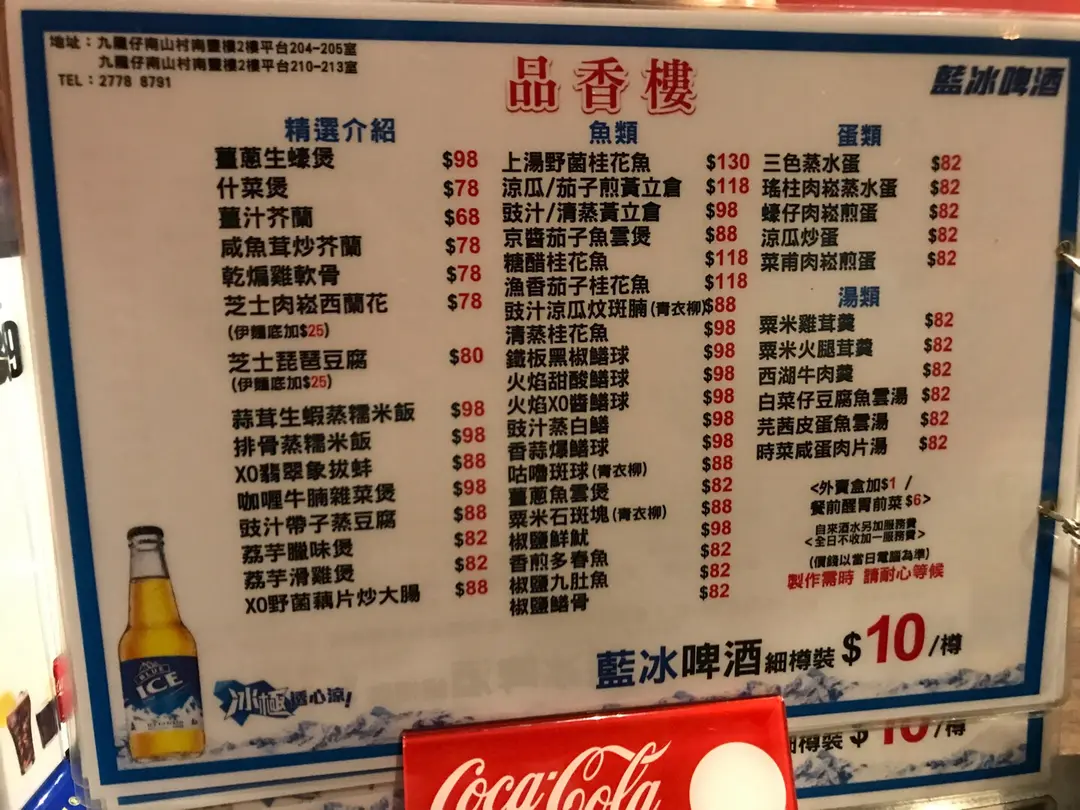 地址：九龍仔南山村南豐樓2樓平台204-205室
九龍仔南山村南豐樓2樓平台210-213室
TEL：2778 8791
品香樓
藍冰啤酒
精選介紹
薑蔥生蠔煲 $98
什菜煲 $78
薑汁芥蘭 $68
咸魚茸炒芥蘭 $78
乾煸雞軟骨 $78
芝士肉崧西蘭花 $78
(伊麵底加$25)
芝士琵琶豆腐 $80
(伊麵底加$25)
蒜茸生蝦蒸糯米飯 $98
排骨蒸糯米飯 $98
XO翡翠象拔蚌 $88
咖喱牛腩雜菜煲 $98
豉汁帶子蒸豆腐 $88
荔芋臘味煲 $82
荔芋滑雞煲 $82
XO野菌藕片炒大腸 $88
魚類
上湯野菌桂花魚 $130
涼瓜/茄子煎黃立倉 $118
豉汁/清蒸黃立倉 $98
京醬茄子魚雲煲 $88
糖醋桂花魚 $118
漁香茄子桂花魚 $118
豉汁涼瓜炆斑腩(青衣柳) $88
清蒸桂花魚 $98
鐵板黑椒鱔球 $98
火焰甜酸鱔球 $98
火焰XO醬鱔球 $98
豉汁蒸白鱔 $98
香蒜爆鱔球 $98
咕嚕斑球(青衣柳) $88
薑蔥魚雲煲 $82
粟米石斑塊(青衣柳) $88
椒鹽鮮魷 $98
香煎多春魚 $82
椒鹽九肚魚 $82
椒鹽鱔骨 $82
蛋類
三色蒸水蛋 $82
瑤柱肉崧蒸水蛋 $82
蠔仔肉崧煎蛋 $82
涼瓜炒蛋 $82
菜甫肉崧煎蛋 $82
湯類
粟米雞茸羹 $82
粟米火腿茸羹 $82
西湖牛肉羹 $82
白菜仔豆腐魚雲湯 $82
芫茜皮蛋魚雲湯 $82
時菜咸蛋肉片湯 $82
<外賣盒加$1 /
餐前醒胃前菜 $6>
自來酒水另加服務費
<全日不收加一服務費>
(價錢以當日電腦為準)
製作需時 請耐心等候
藍冰啤酒細樽裝 $10/樽
BLUE
ICE
冰極透心涼!
細樽裝 $10/樽
Coca-Cola